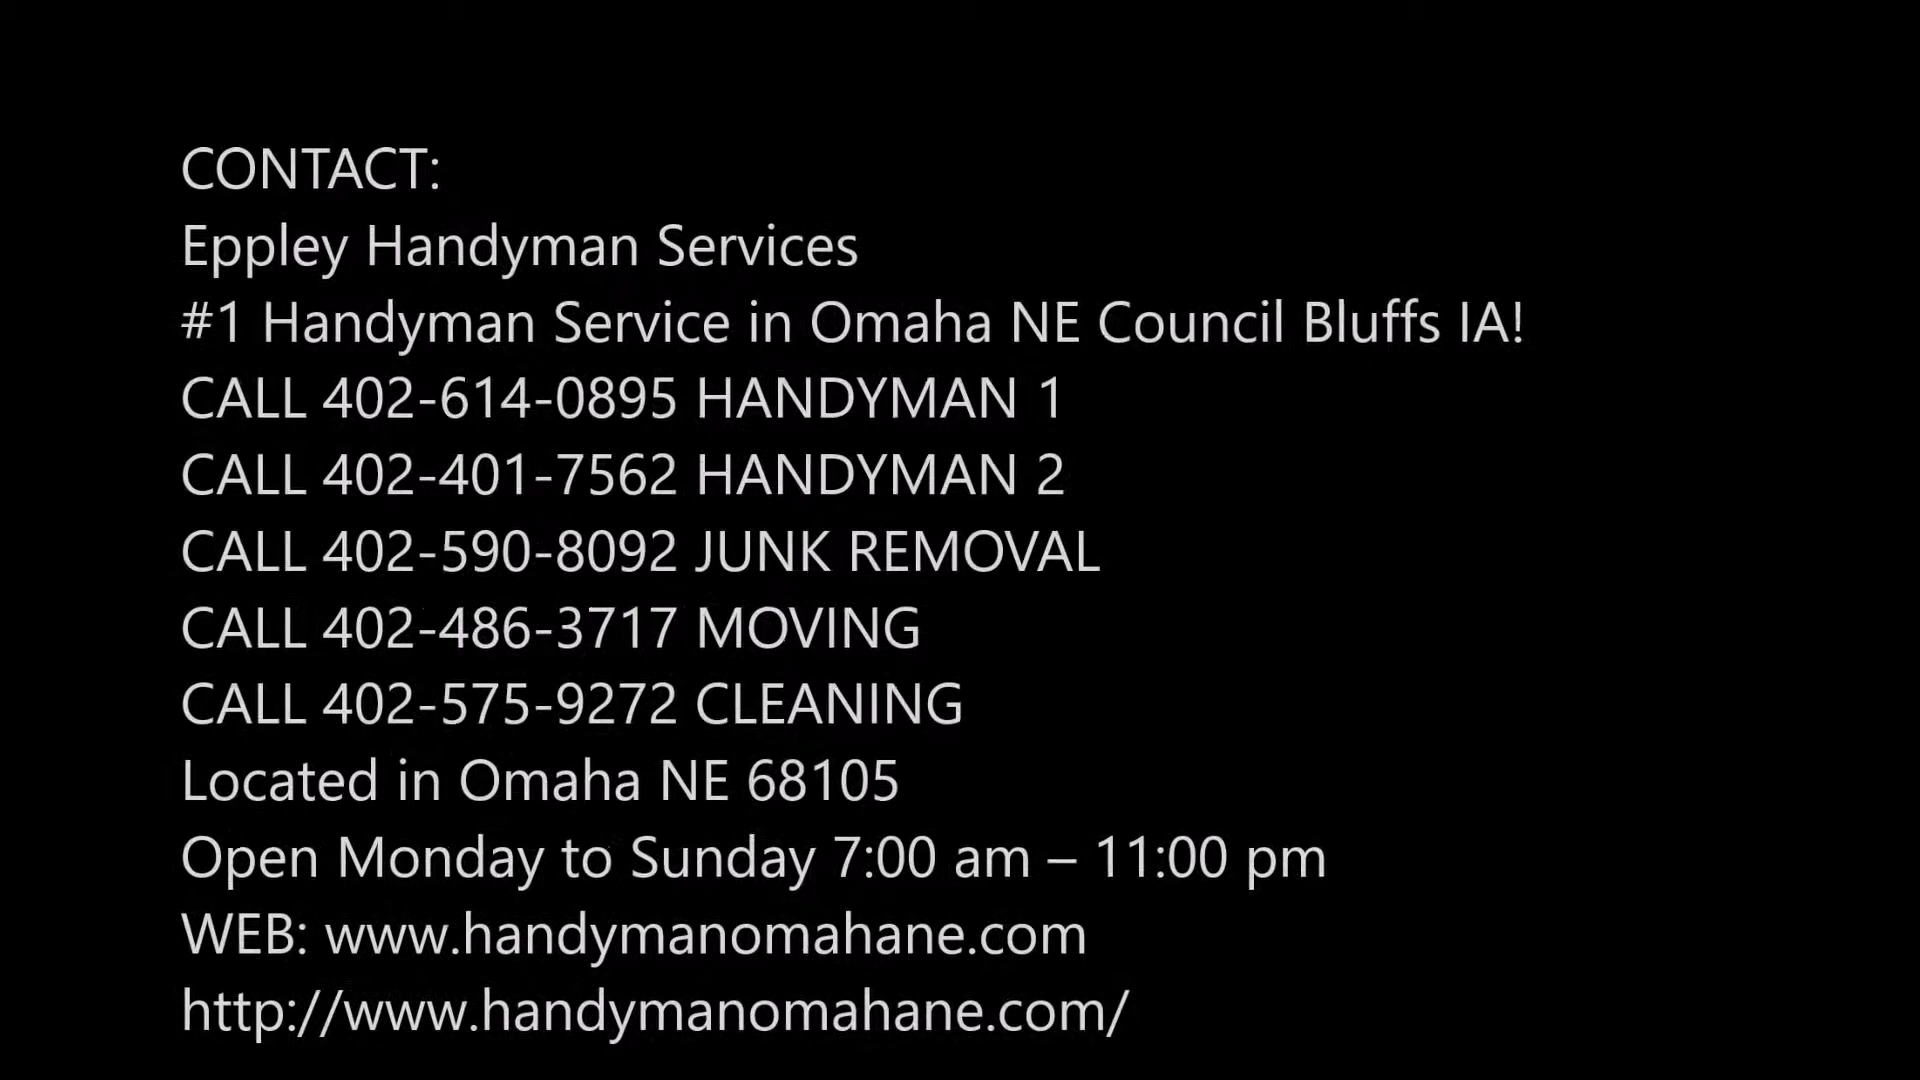 CONTACT:
Eppley Handyman Services
#1 Handyman Service in Omaha NE Council Bluffs IA!
CALL 402-614-0895 HANDYMAN 1
CALL 402-401-7562 HANDYMAN 2
CALL 402-590-8092 JUNK REMOVAL
CALL 402-486-3717 MOVING
CALL 402-575-9272 CLEANING
Located in Omaha NE 68105
Open Monday to Sunday 7:00 am – 11:00 pm
WEB: www.handymanomahane.com
http://www.handymanomahane.com/